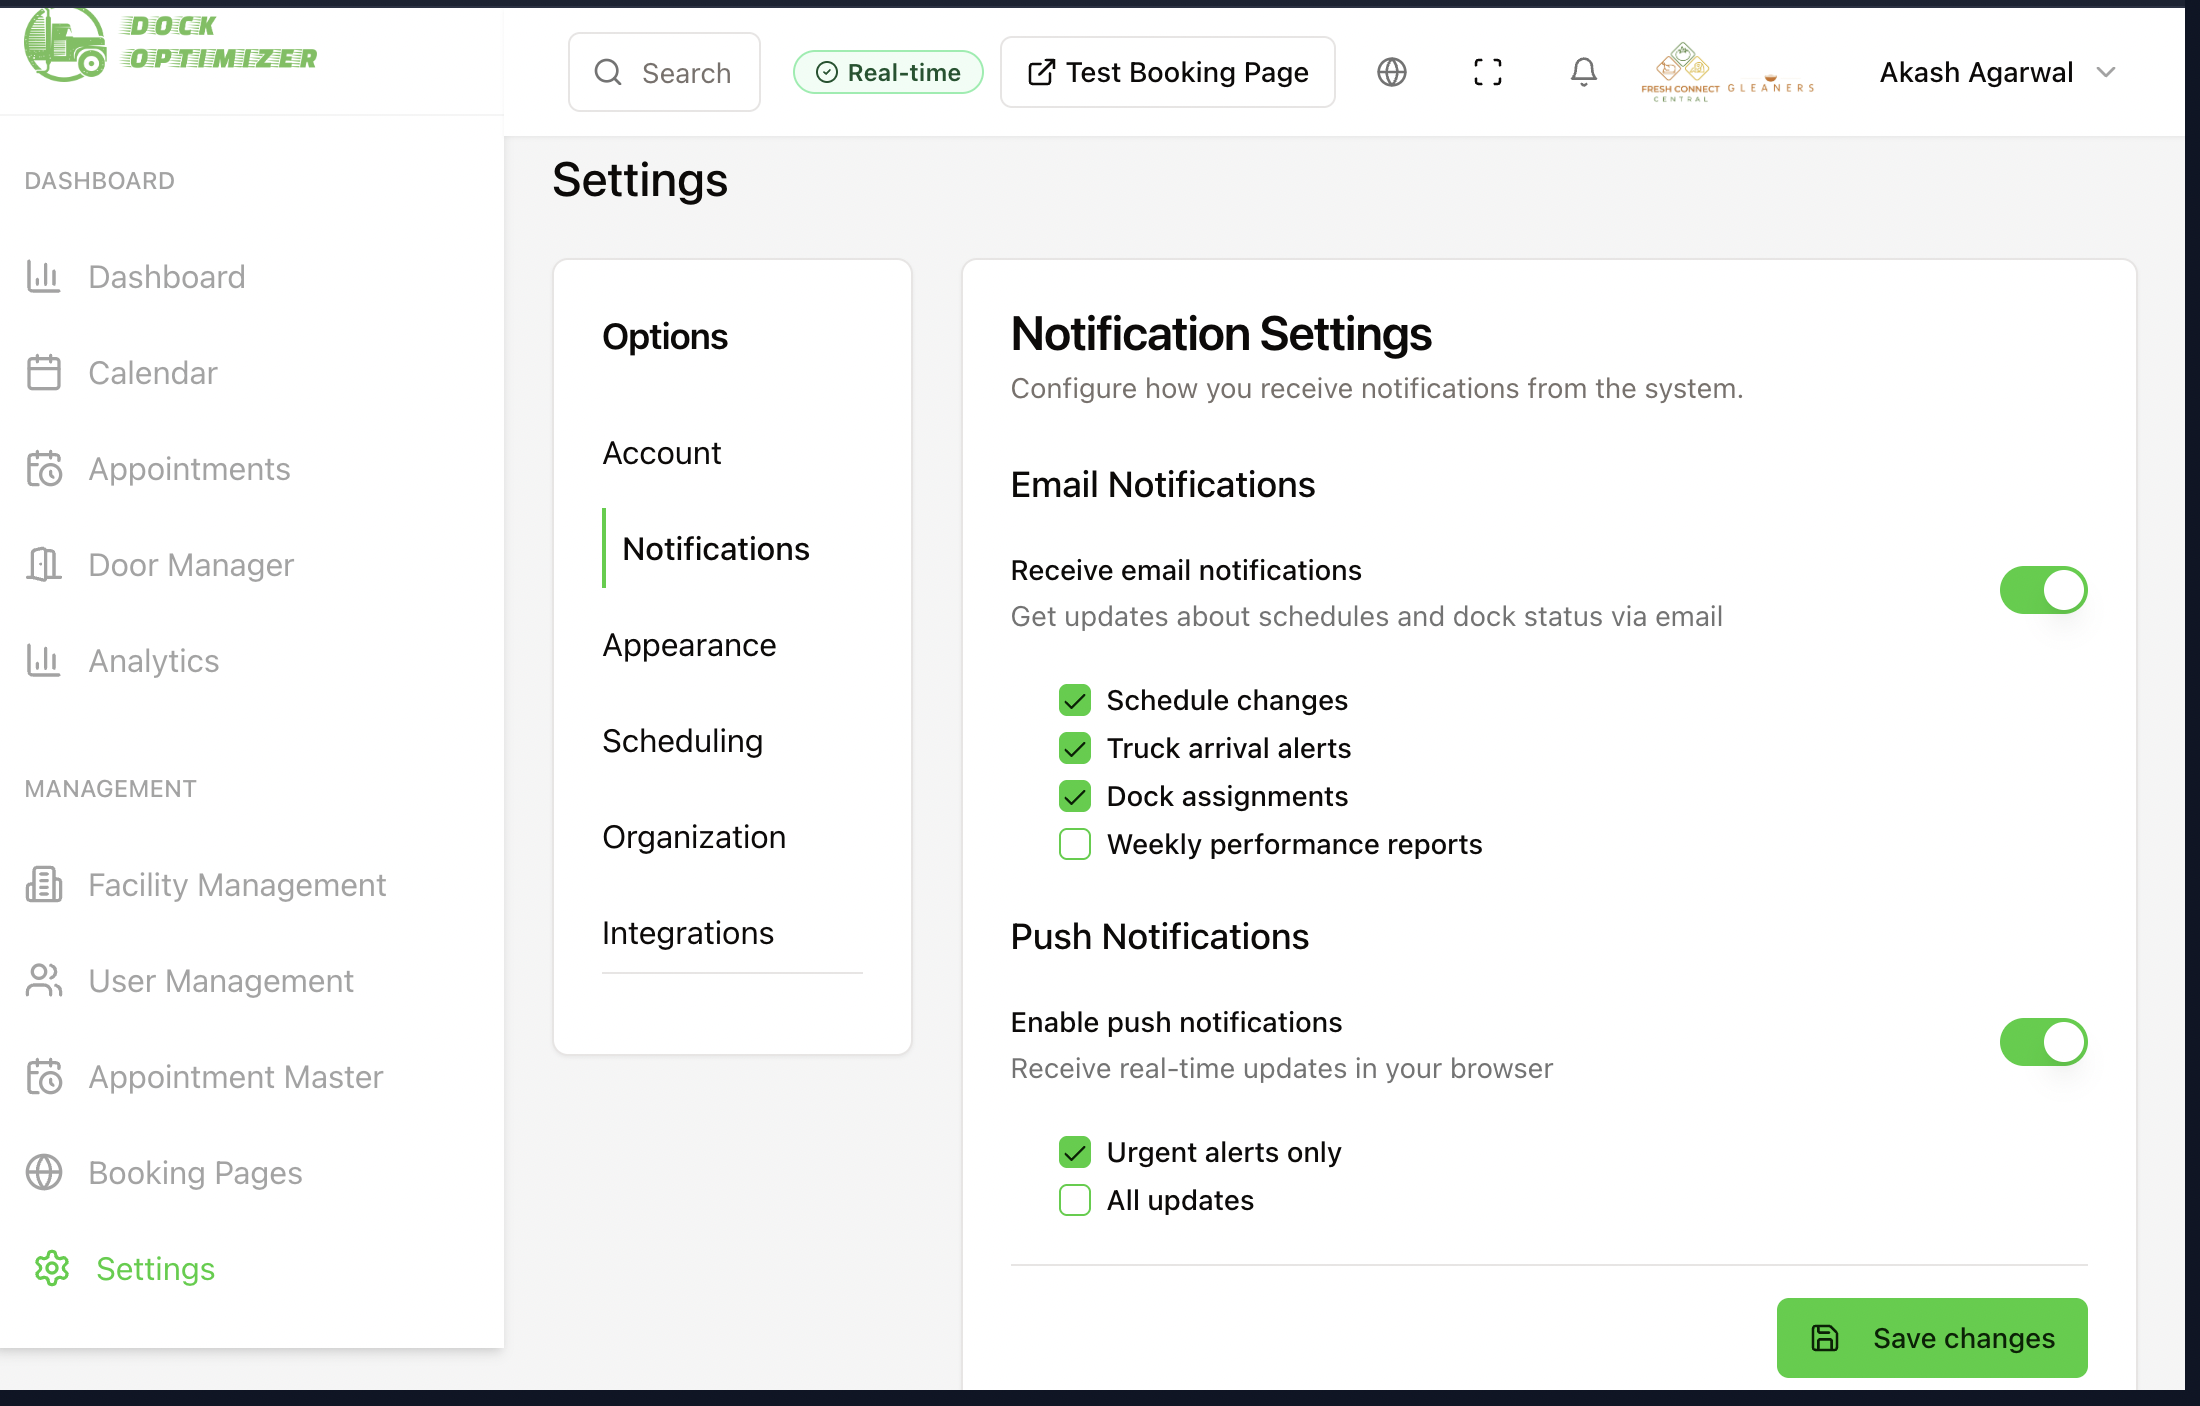 DOCK
OPTIMIZER
Search
Real-time
Test Booking Page
FRESH CONNECT
CENTRAL
GLEANERS
Akash Agarwal
DASHBOARD
Dashboard
Calendar
Appointments
Door Manager
Analytics
MANAGEMENT
Facility Management
User Management
Appointment Master
Booking Pages
Settings
Settings
Options
Account
Notifications
Appearance
Scheduling
Organization
Integrations
Notification Settings
Configure how you receive notifications from the system.
Email Notifications
Receive email notifications
Get updates about schedules and dock status via email
Schedule changes
Truck arrival alerts
Dock assignments
Weekly performance reports
Push Notifications
Enable push notifications
Receive real-time updates in your browser
Urgent alerts only
All updates
Save changes